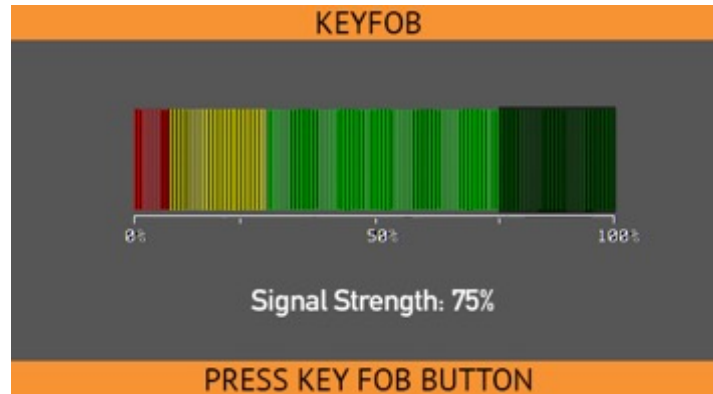 KEYFOB
0% 50% 100%
Signal Strength: 75%
PRESS KEY FOB BUTTON